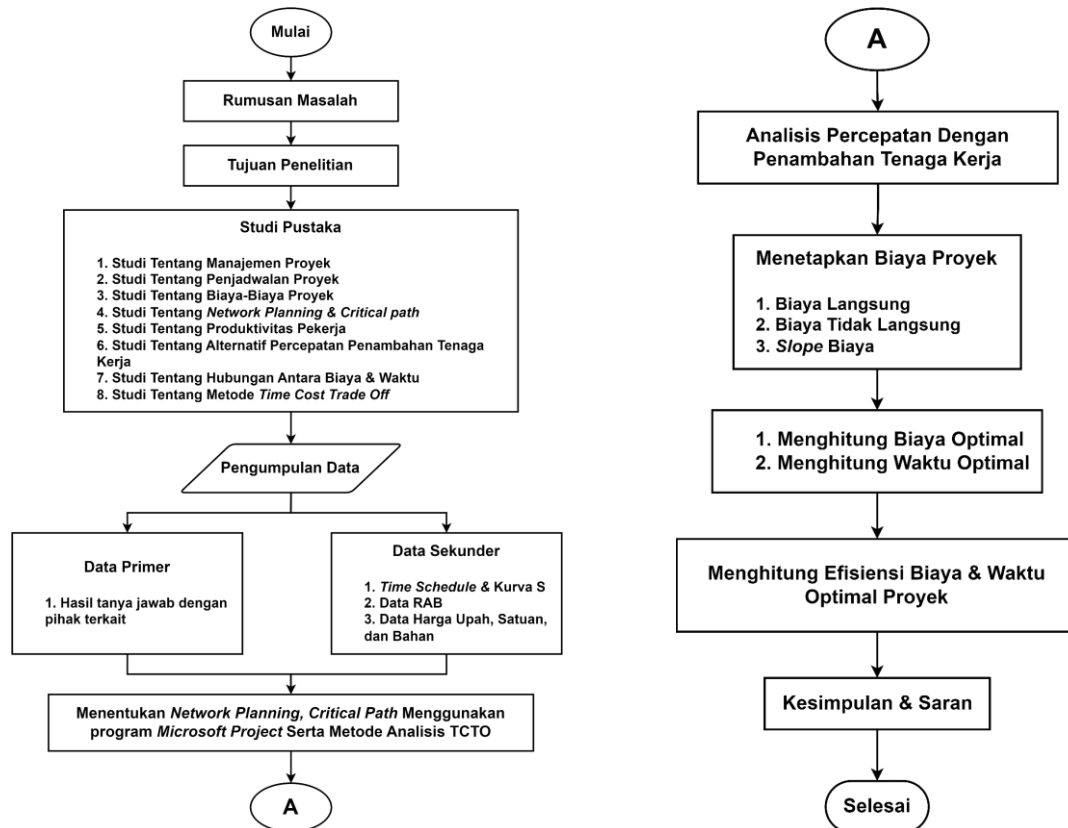 Mulai
Rumusan Masalah
Tujuan Penelitian
Studi Pustaka
1. Studi Tentang Manajemen Proyek
2. Studi Tentang Penjadwalan Proyek
3. Studi Tentang Biaya-Biaya Proyek
4. Studi Tentang Network Planning & Critical path
5. Studi Tentang Produktivitas Pekerja
6. Studi Tentang Alternatif Percepatan Penambahan Tenaga
Kerja
7. Studi Tentang Hubungan Antara Biaya & Waktu
8. Studi Tentang Metode Time Cost Trade Off
Pengumpulan Data
Data Primer
1. Hasil tanya jawab dengan
pihak terkait
Data Sekunder
1. Time Schedule & Kurva S
2. Data RAB
3. Data Harga Upah, Satuan,
dan Bahan
Menentukan Network Planning, Critical Path Menggunakan
program Microsoft Project Serta Metode Analisis TCTO
A
A
Analisis Percepatan Dengan
Penambahan Tenaga Kerja
Menetapkan Biaya Proyek
1. Biaya Langsung
2. Biaya Tidak Langsung
3. Slope Biaya
1. Menghitung Biaya Optimal
2. Menghitung Waktu Optimal
Menghitung Efisiensi Biaya & Waktu
Optimal Proyek
Kesimpulan & Saran
Selesai